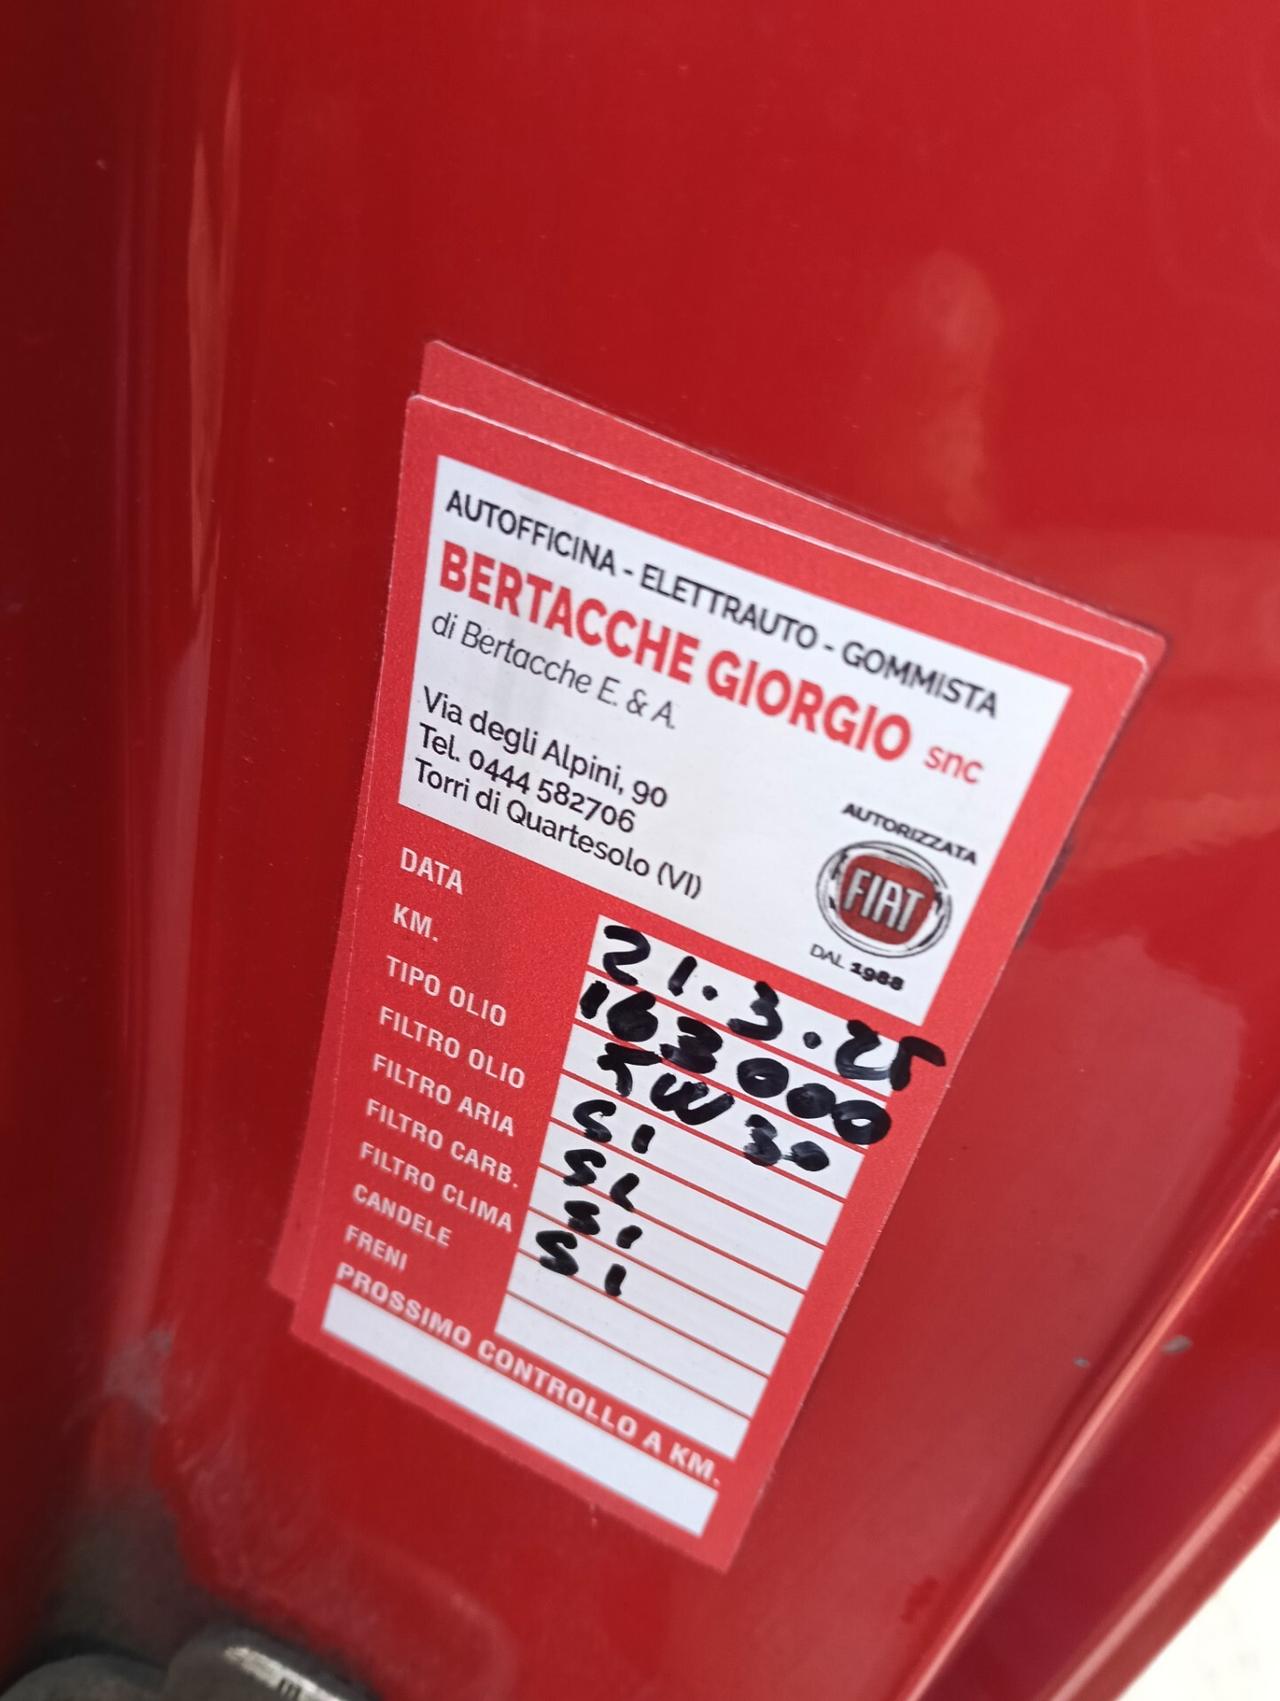 AUTOFFICINA - ELETTRAUTO - GOMMISTA
BERTACCHE GIORGIO snc
di Bertacche E. & A.
Via degli Alpini, 90
Tel. 0444 582706
Torri di Quartesolo (VI)
AUTORIZZATA
FIAT
DAL 1988
DATA 21.3.25
KM. 163000
TIPO OLIO 5W30
FILTRO OLIO SI
FILTRO ARIA SI
FILTRO CARB. SI
FILTRO CLIMA SI
CANDELE
FRENI
PROSSIMO CONTROLLO A KM.